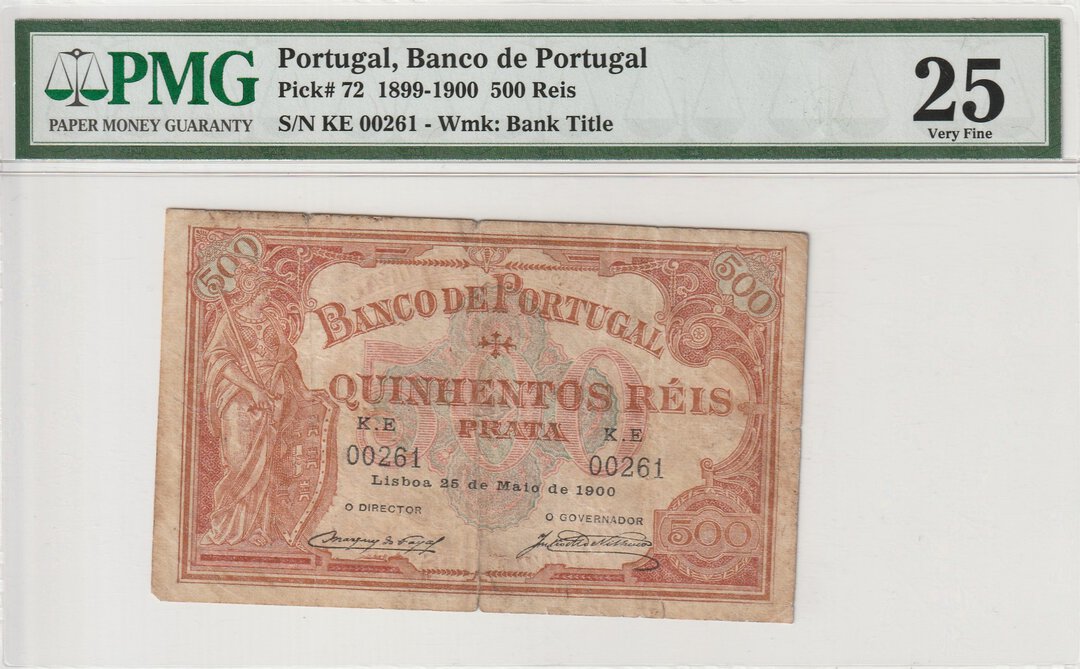 PMG
PAPER MONEY GUARANTY
Portugal, Banco de Portugal
Pick# 72 1899-1900 500 Reis
S/N KE 00261 - Wmk: Bank Title
25
Very Fine
500
500
BANCO DE PORTUGAL
500
QUINHENTOS RÉIS
PRATA
K.E
K.E
00261
00261
Lisboa 25 de Maio de 1900
O DIRECTOR
O GOVERNADOR
500